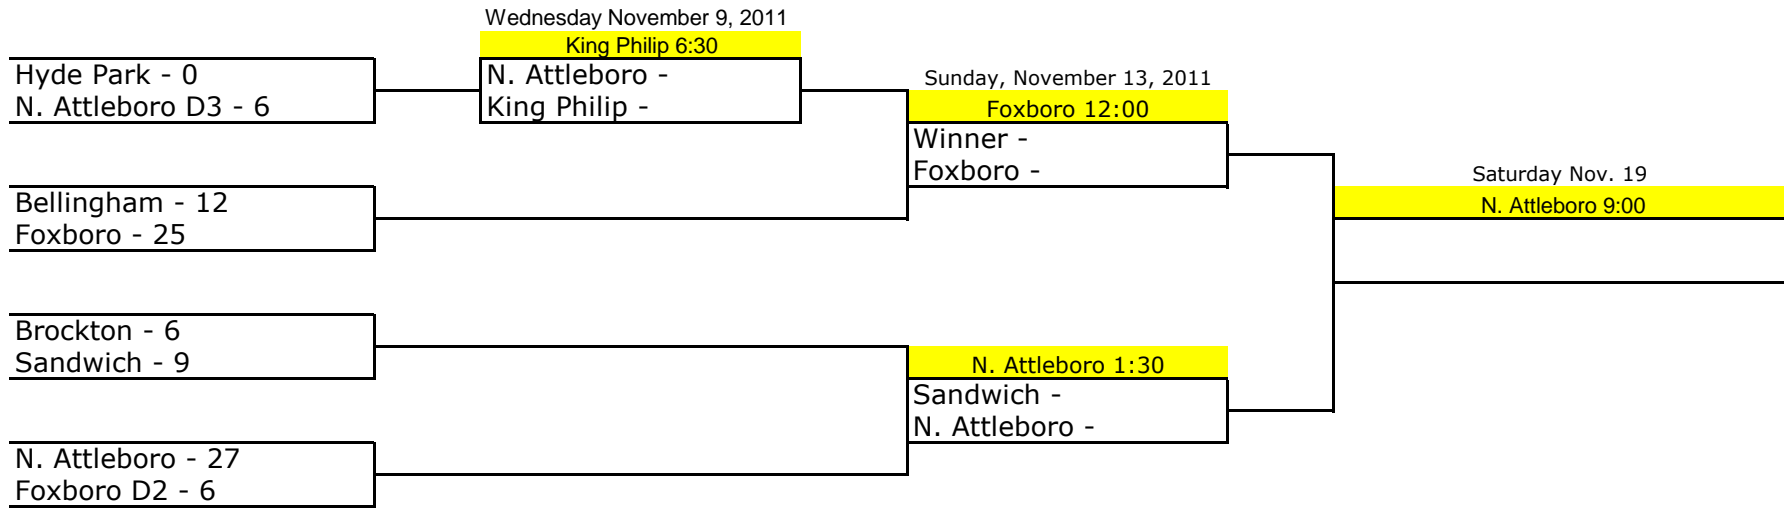 Wednesday November 9, 2011
King Philip 6:30
Hyde Park - 0
N. Attleboro D3 - 6
N. Attleboro -
King Philip -
Sunday, November 13, 2011
Foxboro 12:00
Winner -
Foxboro -
Saturday Nov. 19
N. Attleboro 9:00
Bellingham - 12
Foxboro - 25
Brockton - 6
Sandwich - 9
N. Attleboro 1:30
Sandwich -
N. Attleboro -
N. Attleboro - 27
Foxboro D2 - 6